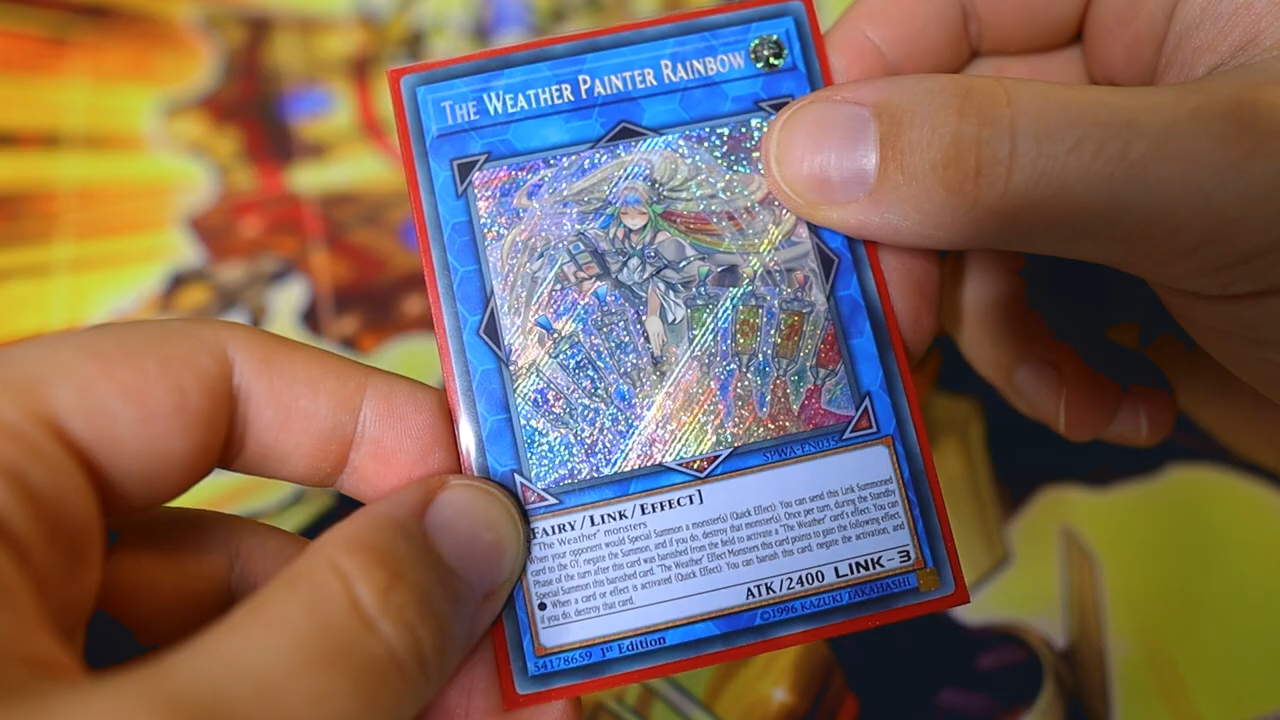 THE WEATHER PAINTER RAINBOW
SPWA-EN035
FAIRY/LINK/EFFECT]
"The Weather" monsters
When your opponent would Special Summon a monster(s) (Quick Effect): You can send this Link Summoned
card to the GY; negate the Summon, and if you do, destroy that monster(s). Once per turn, during the Standby
Phase of the turn after this card was banished from the field to activate a "The Weather" card's effect: You can
Special Summon this banished card. "The Weather" Effect Monsters this card points to gain the following effect.
● When a card or effect is activated (Quick Effect): You can banish this card; negate the activation, and
if you do, destroy that card.
ATK/2400 LINK-3
54178659 1st Edition
©1996 KAZUKI TAKAHASHI